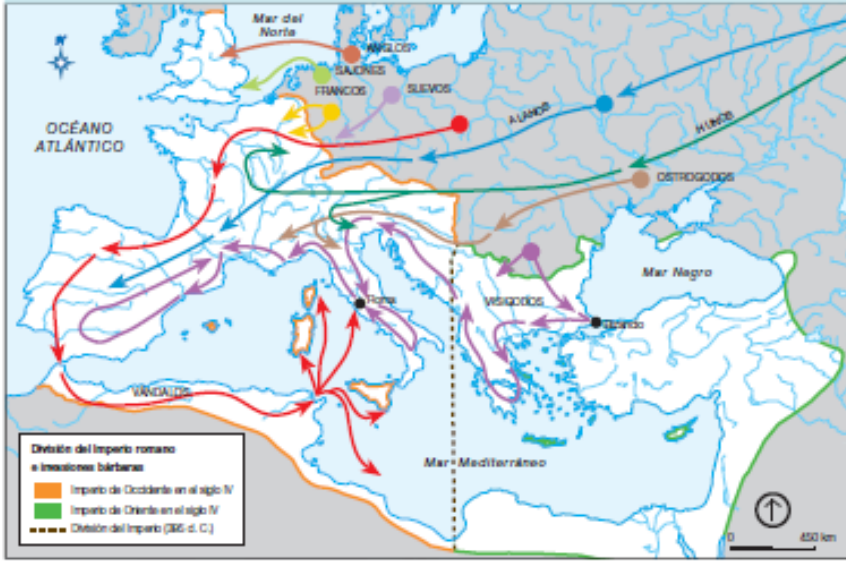 Mar del
Norte
N
ANGLOS
SAJONES
FRANCOS
SUEVOS
OCÉANO
ATLÁNTICO
ALANOS
HUNOS
OSTROGODOS
Mar Negro
Roma
VISIGODOS
Bizancio
VÁNDALOS
Mar Mediterráneo
División del Imperio romano
e invasiones bárbaras
Imperio de Occidente en el siglo IV
Imperio de Oriente en el siglo IV
División del Imperio (395 d. C.)
0 450 km